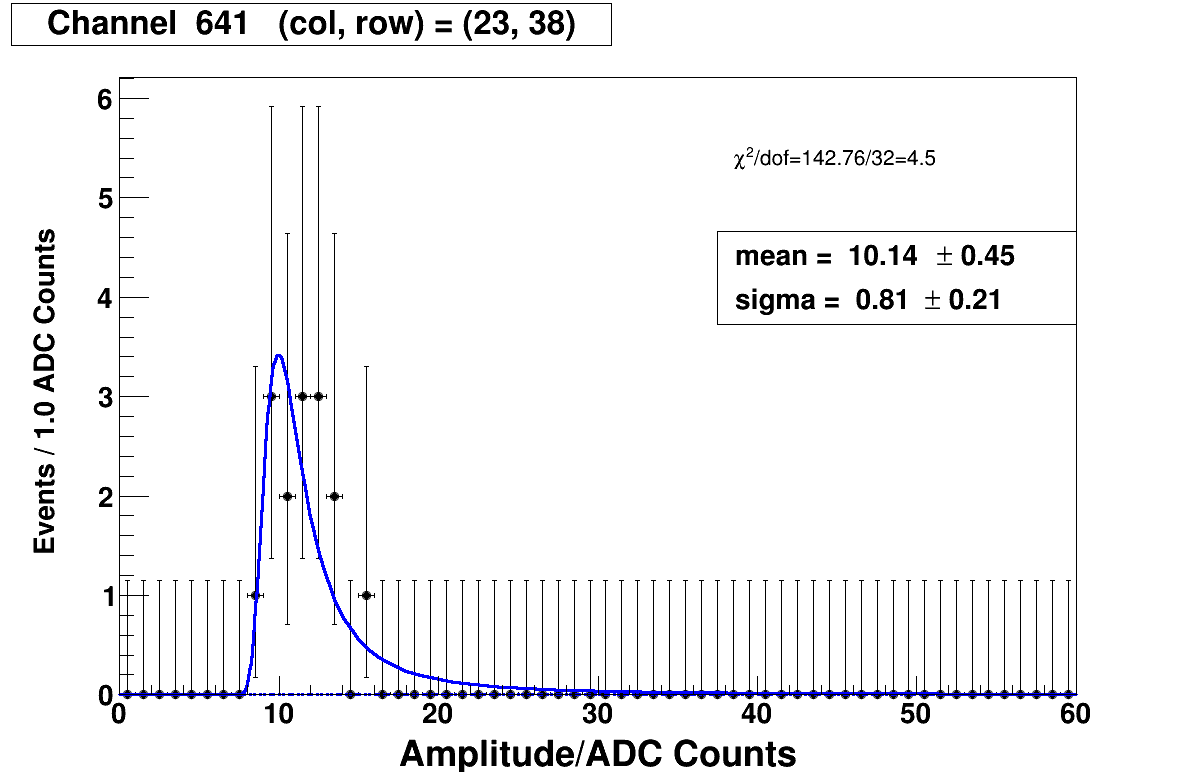 Channel 641 (col, row) = (23, 38)
χ²/dof=142.76/32=4.5
mean = 10.14 ± 0.45
sigma = 0.81 ± 0.21
Events / 1.0 ADC Counts
6
5
4
3
2
1
0
0 10 20 30 40 50 60
Amplitude/ADC Counts